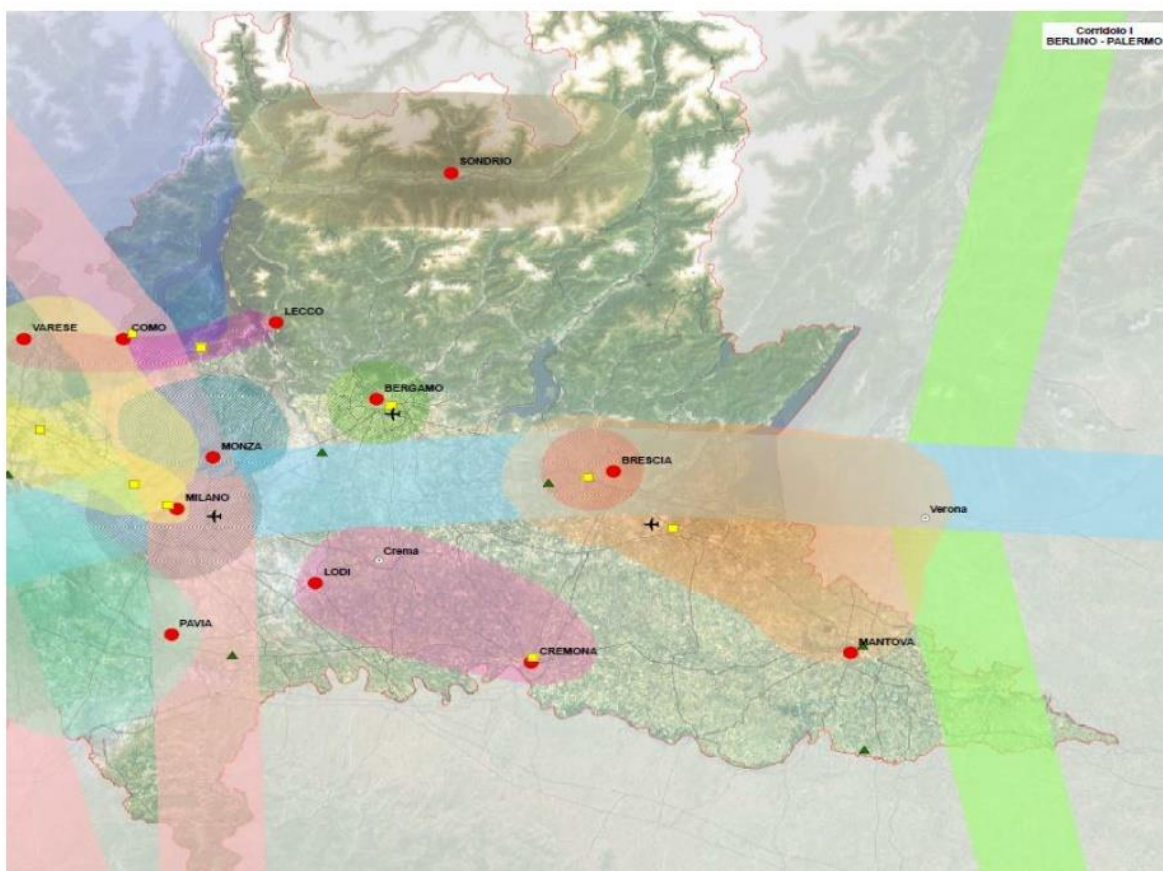 Corridoio I
BERLINO - PALERMO
SONDRIO
LECCO
VARESE
COMO
BERGAMO
MONZA
BRESCIA
MILANO
Verona
Crema
LODI
PAVIA
MANTOVA
CREMONA